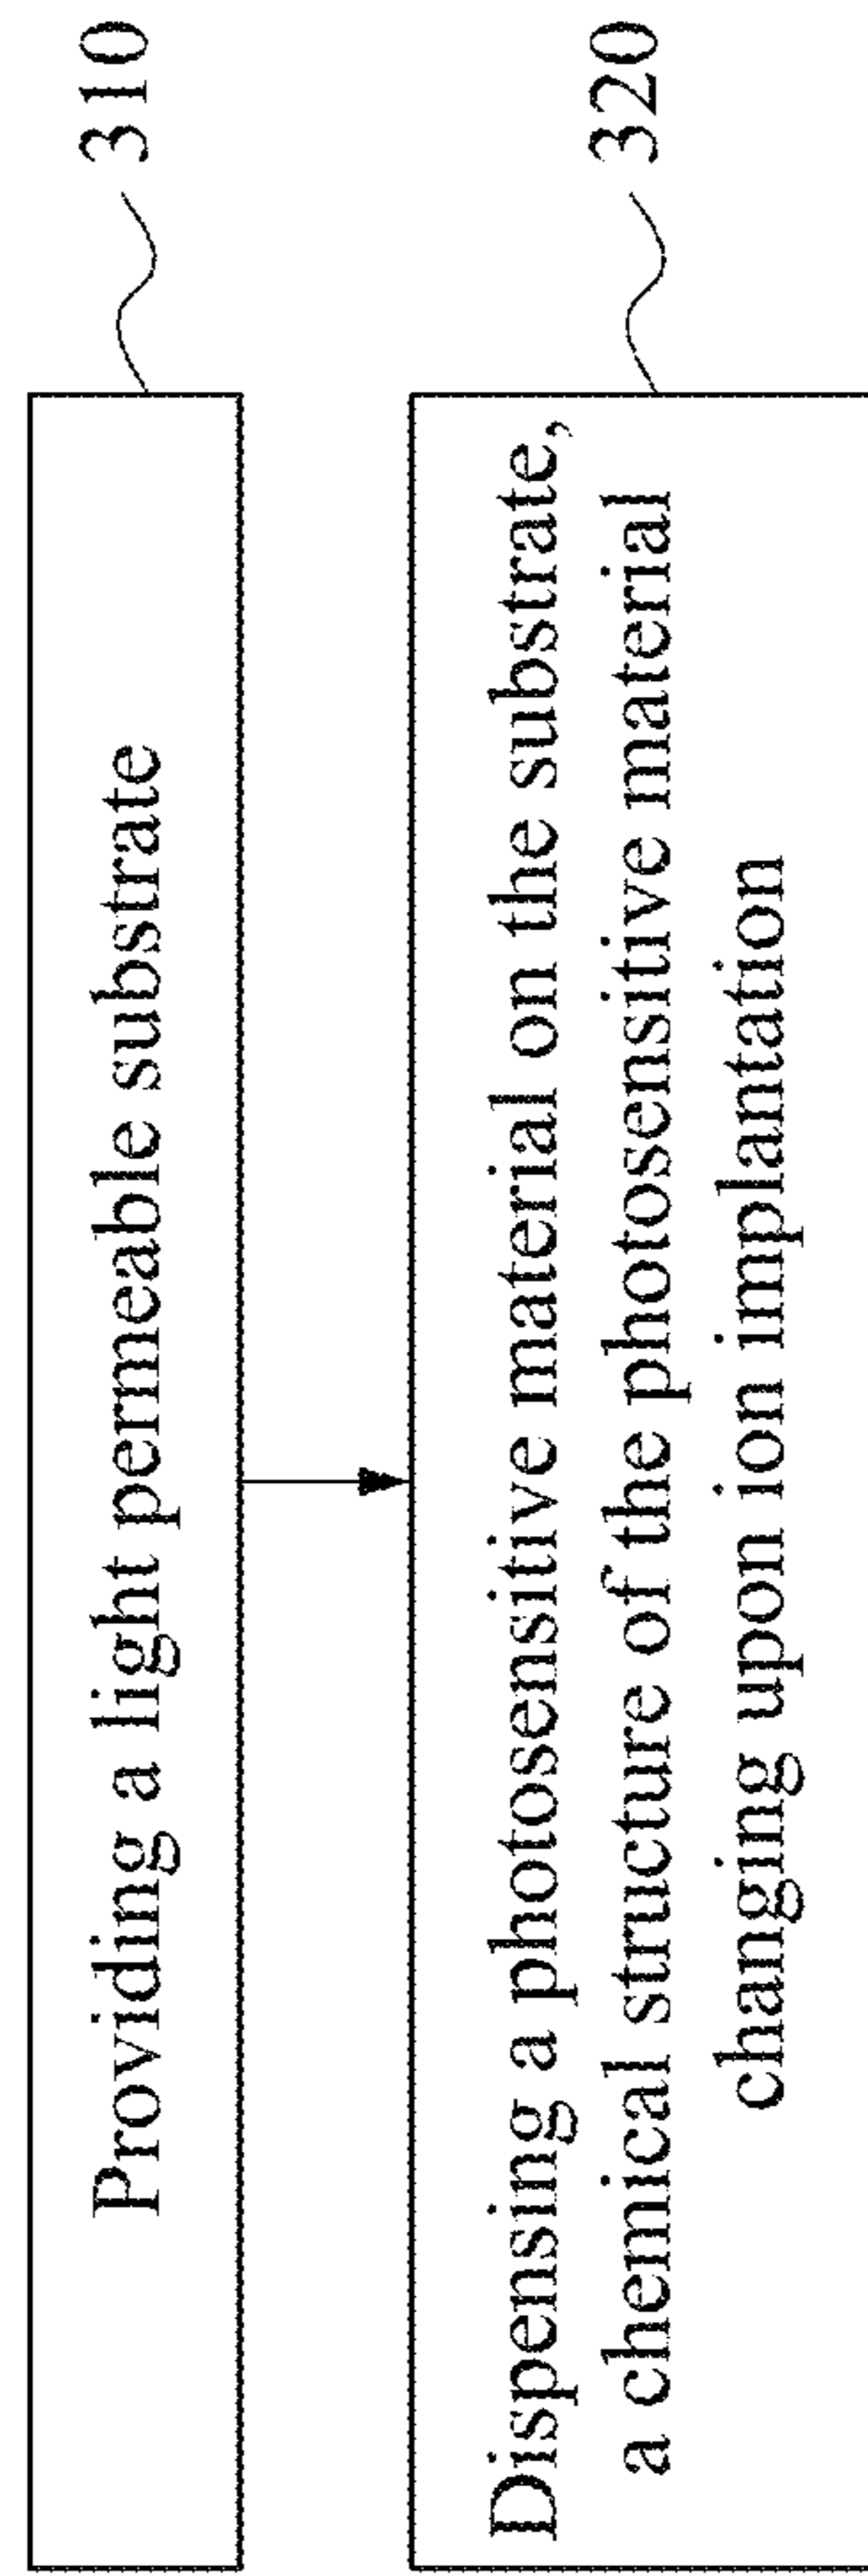 Providing a light permeable substrate
310
Dispensing a photosensitive material on the substrate,
a chemical structure of the photosensitive material
changing upon ion implantation
320